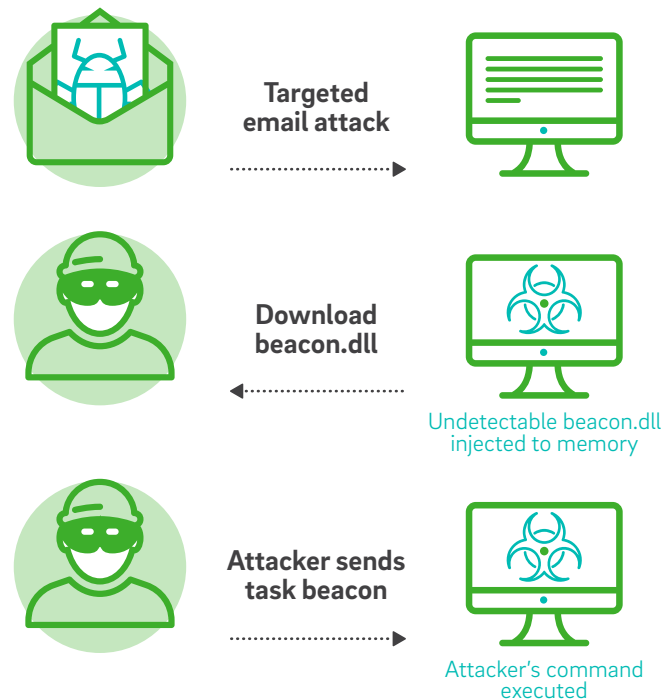 Targeted
email attack
Download
beacon.dll
Undetectable beacon.dll
injected to memory
Attacker sends
task beacon
Attacker's command
executed